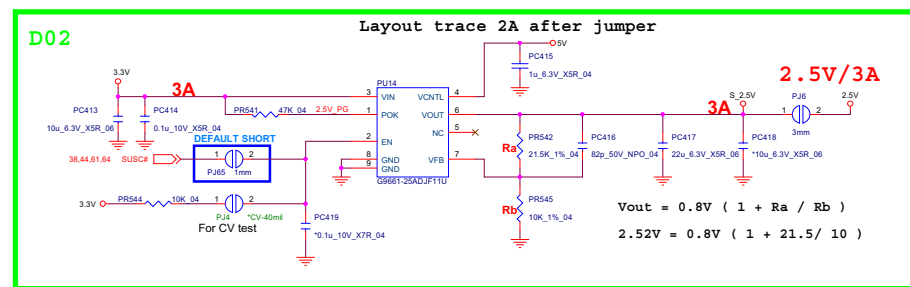 Layout trace 2A after jumper
D02
5V
3.3V
3A
PC415
1u_6.3V_X5R_04
2.5V/3A
PU14
PC413
10u_6.3V_X5R_06
PC414
0.1u_10V_X5R_04
PR541
47K_04
2.5V_PG
3
VIN
VCNTL
4
1
POK
VOUT
6
NC
5
2
EN
8
GND
9
GND
VFB
7
G9661-25ADJF11U
3A
S_2.5V
PJ6
1
2
3mm
2.5V
DEFAULT SHORT
38,44,61,64
SUSC#
1
2
PJ65
1mm
Ra
PR542
21.5K_1%_04
PC416
82p_50V_NPO_04
PC417
22u_6.3V_X5R_06
PC418
*10u_6.3V_X5R_06
3.3V
PR544
10K_04
1
2
PJ4
*CV-40mil
For CV test
PC419
*0.1u_10V_X7R_04
Rb
PR545
10K_1%_04
Vout = 0.8V ( 1 + Ra / Rb )
2.52V = 0.8V ( 1 + 21.5/ 10 )